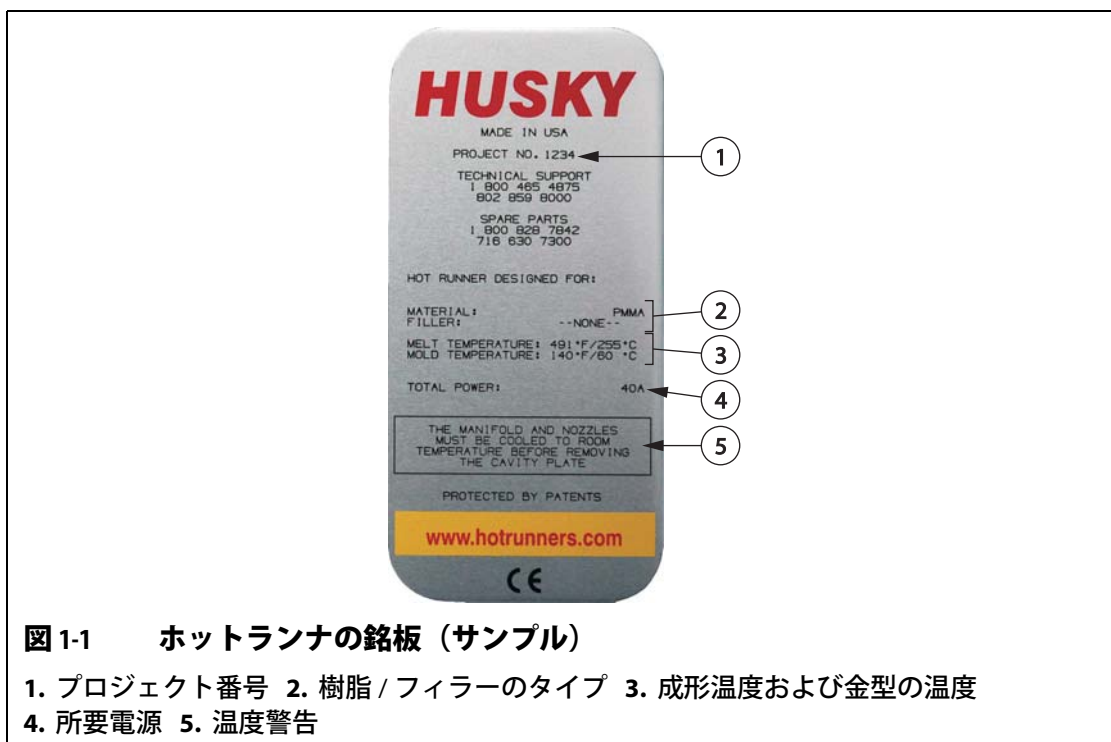 HUSKY
MADE IN USA
PROJECT NO. 1234
1
TECHNICAL SUPPORT
1 800 465 4875
802 859 8000
SPARE PARTS
1 800 828 7842
716 630 7300
HOT RUNNER DESIGNED FOR:
MATERIAL: PMMA
FILLER: --NONE--
2
MELT TEMPERATURE: 491°F/255°C
MOLD TEMPERATURE: 140°F/60 °C
3
TOTAL POWER: 40A
4
THE MANIFOLD AND NOZZLES
MUST BE COOLED TO ROOM
TEMPERATURE BEFORE REMOVING
THE CAVITY PLATE
5
PROTECTED BY PATENTS
www.hotrunners.com
CE
図 1-1 ホットランナの銘板（サンプル）
1. プロジェクト番号 2. 樹脂 / フィラーのタイプ 3. 成形温度および金型の温度
4. 所要電源 5. 温度警告